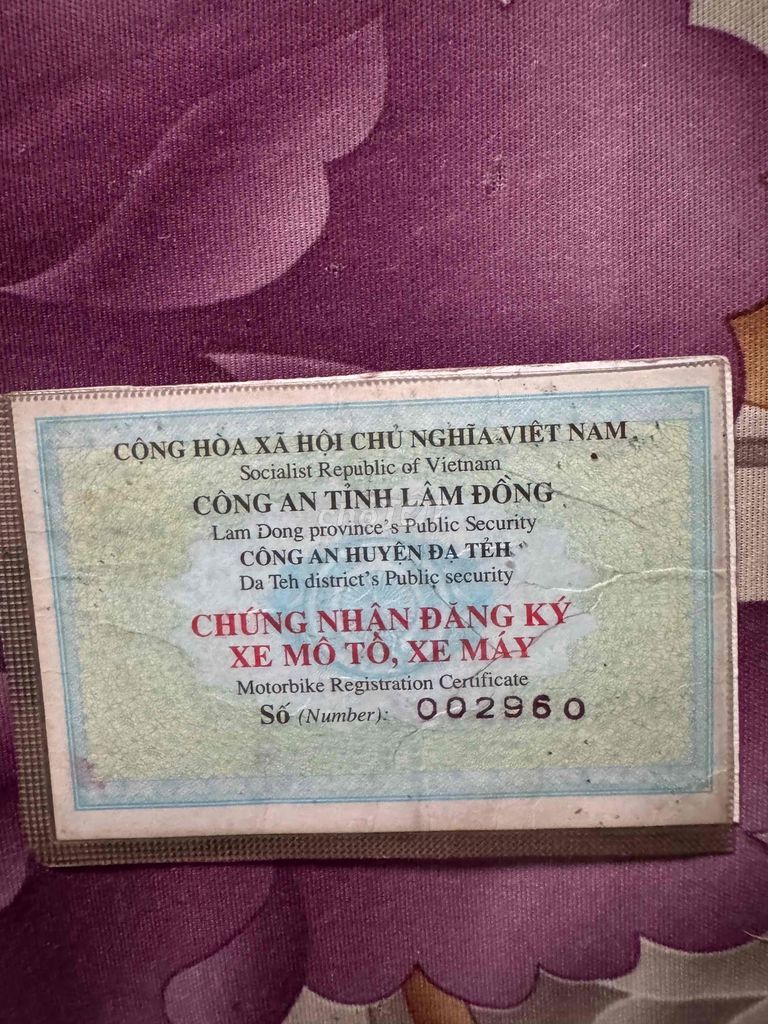 CỘNG HÒA XÃ HỘI CHỦ NGHĨA VIỆT NAM
Socialist Republic of Vietnam
CÔNG AN TỈNH LÂM ĐỒNG
Lam Đong province's Public Security
CÔNG AN HUYỆN ĐẠ TẺH
Da Teh district's Public security
CHỨNG NHẬN ĐĂNG KÝ
XE MÔ TÔ, XE MÁY
Motorbike Registration Certificate
Số (Number): 002960